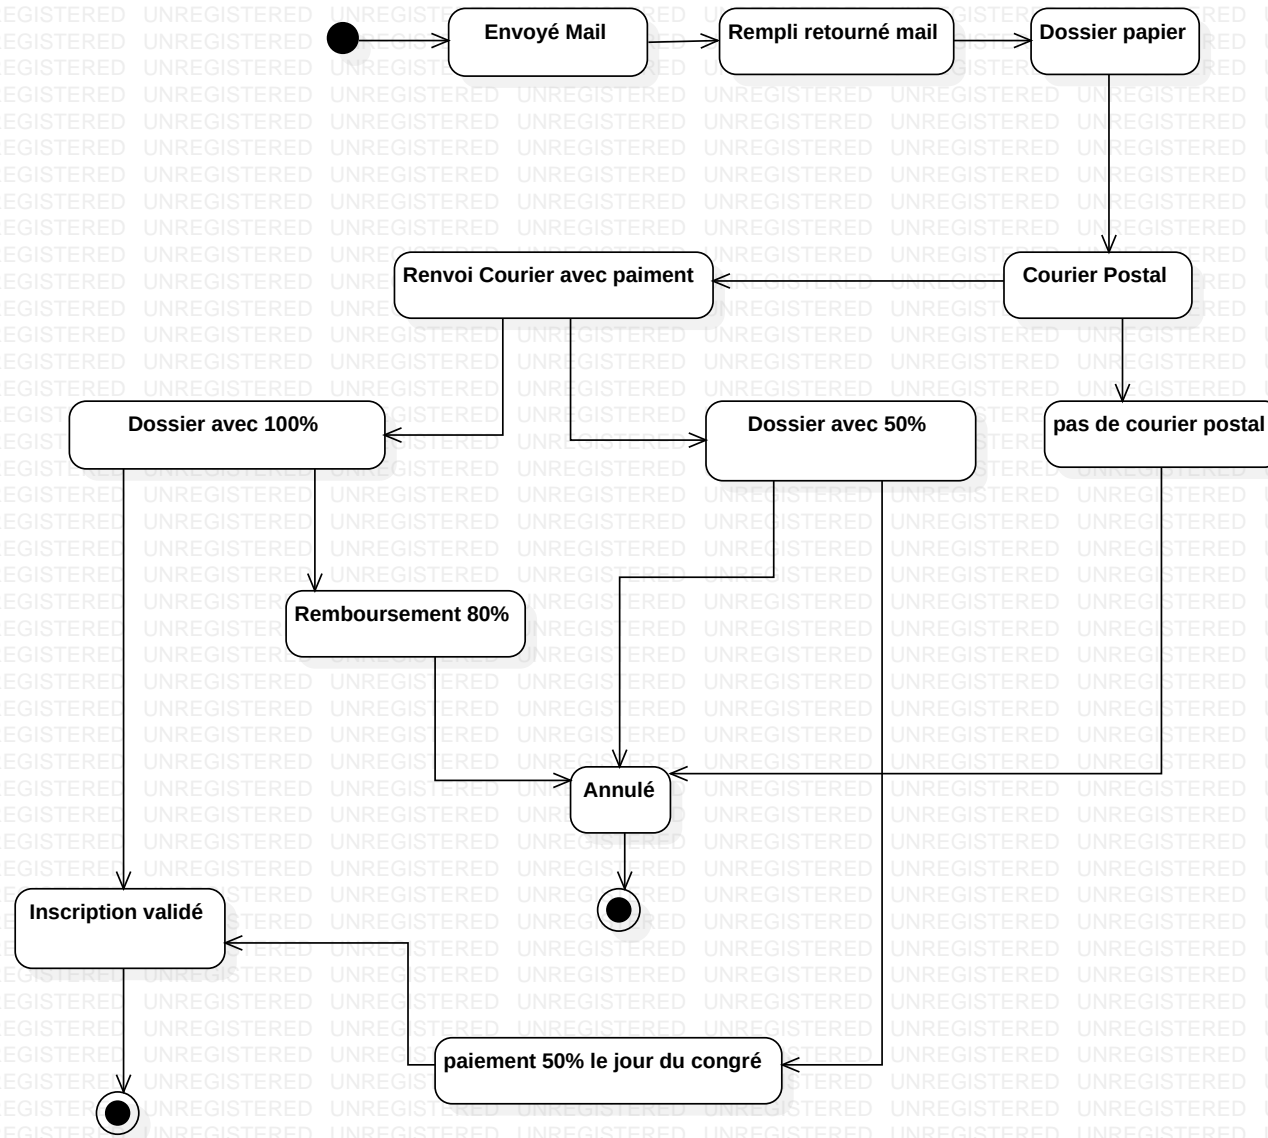 Envoyé Mail
Rempli retourné mail
Dossier papier
Renvoi Courier avec paiment
Courier Postal
Dossier avec 100%
Dossier avec 50%
pas de courier postal
Remboursement 80%
Annulé
Inscription validé
paiement 50% le jour du congré
UNREGISTERED